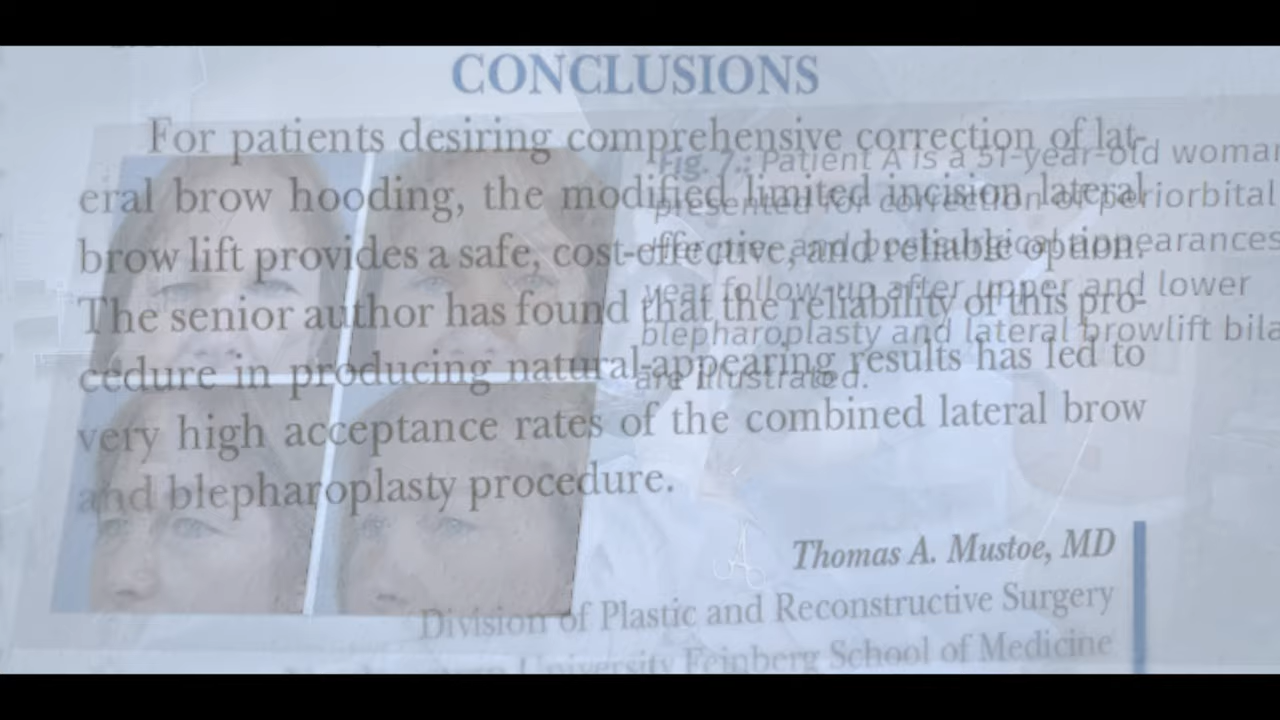 CONCLUSIONS
For patients desiring comprehensive correction of lat-
eral brow hooding, the modified limited incision lateral
brow lift provides a safe, cost-effective, and reliable option.
The senior author has found that the reliability of this pro-
cedure in producing natural-appearing results has led to
very high acceptance rates of the combined lateral brow
and blepharoplasty procedure.
Thomas A. Mustoe, MD
Division of Plastic and Reconstructive Surgery
University Feinberg School of Medicine
Fig. 7.: Patient A is a 51-year-old woman
presented for correction of periorbital
and appearances
year follow-up after upper and lower
blepharoplasty and lateral browlift
are illustrated.